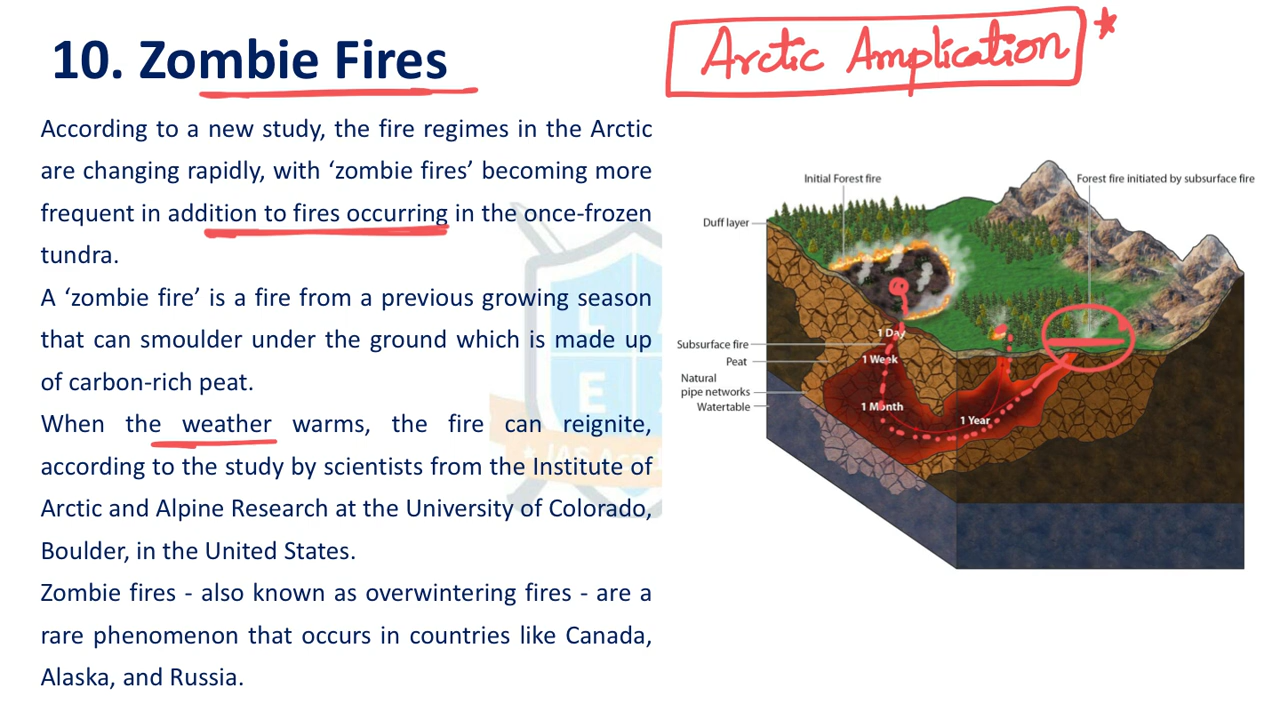 10. Zombie Fires
Arctic Amplication *
According to a new study, the fire regimes in the Arctic
are changing rapidly, with ‘zombie fires’ becoming more
frequent in addition to fires occurring in the once-frozen
tundra.
A ‘zombie fire’ is a fire from a previous growing season
that can smoulder under the ground which is made up
of carbon-rich peat.
When the weather warms, the fire can reignite,
according to the study by scientists from the Institute of
Arctic and Alpine Research at the University of Colorado,
Boulder, in the United States.
Zombie fires - also known as overwintering fires - are a
rare phenomenon that occurs in countries like Canada,
Alaska, and Russia.
Initial Forest fire
Forest fire initiated by subsurface fire
Duff layer
1 Day
Subsurface fire
1 Week
Peat
Natural
pipe networks
Watertable
1 Month
1 Year
L
E